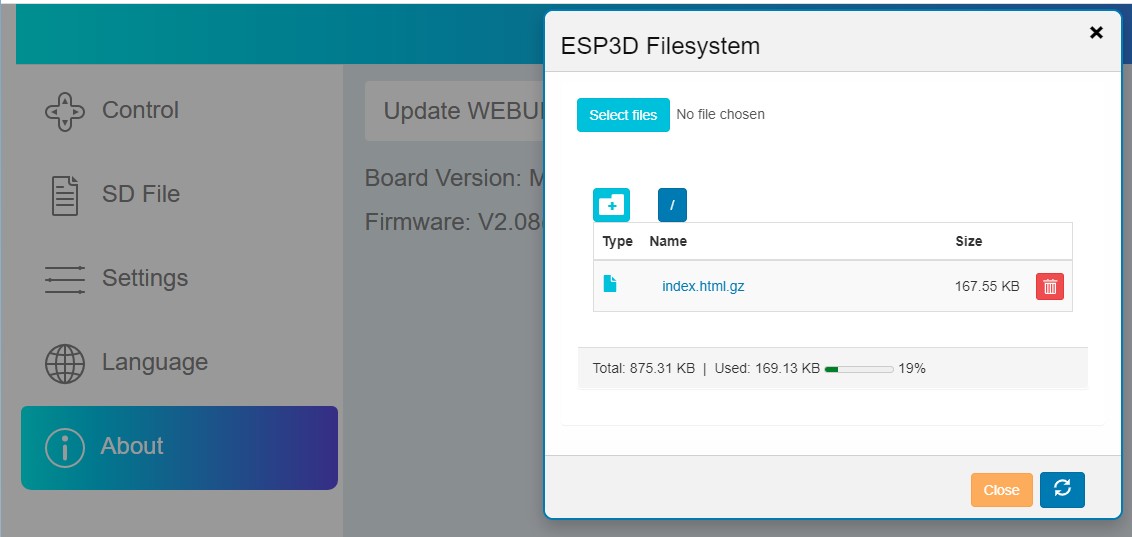 Control
SD File
Settings
Language
About
Update WEBUI
Board Version: M
Firmware: V2.08
ESP3D Filesystem
Select files No file chosen
/
Type Name Size
index.html.gz 167.55 KB
Total: 875.31 KB | Used: 169.13 KB 19%
Close